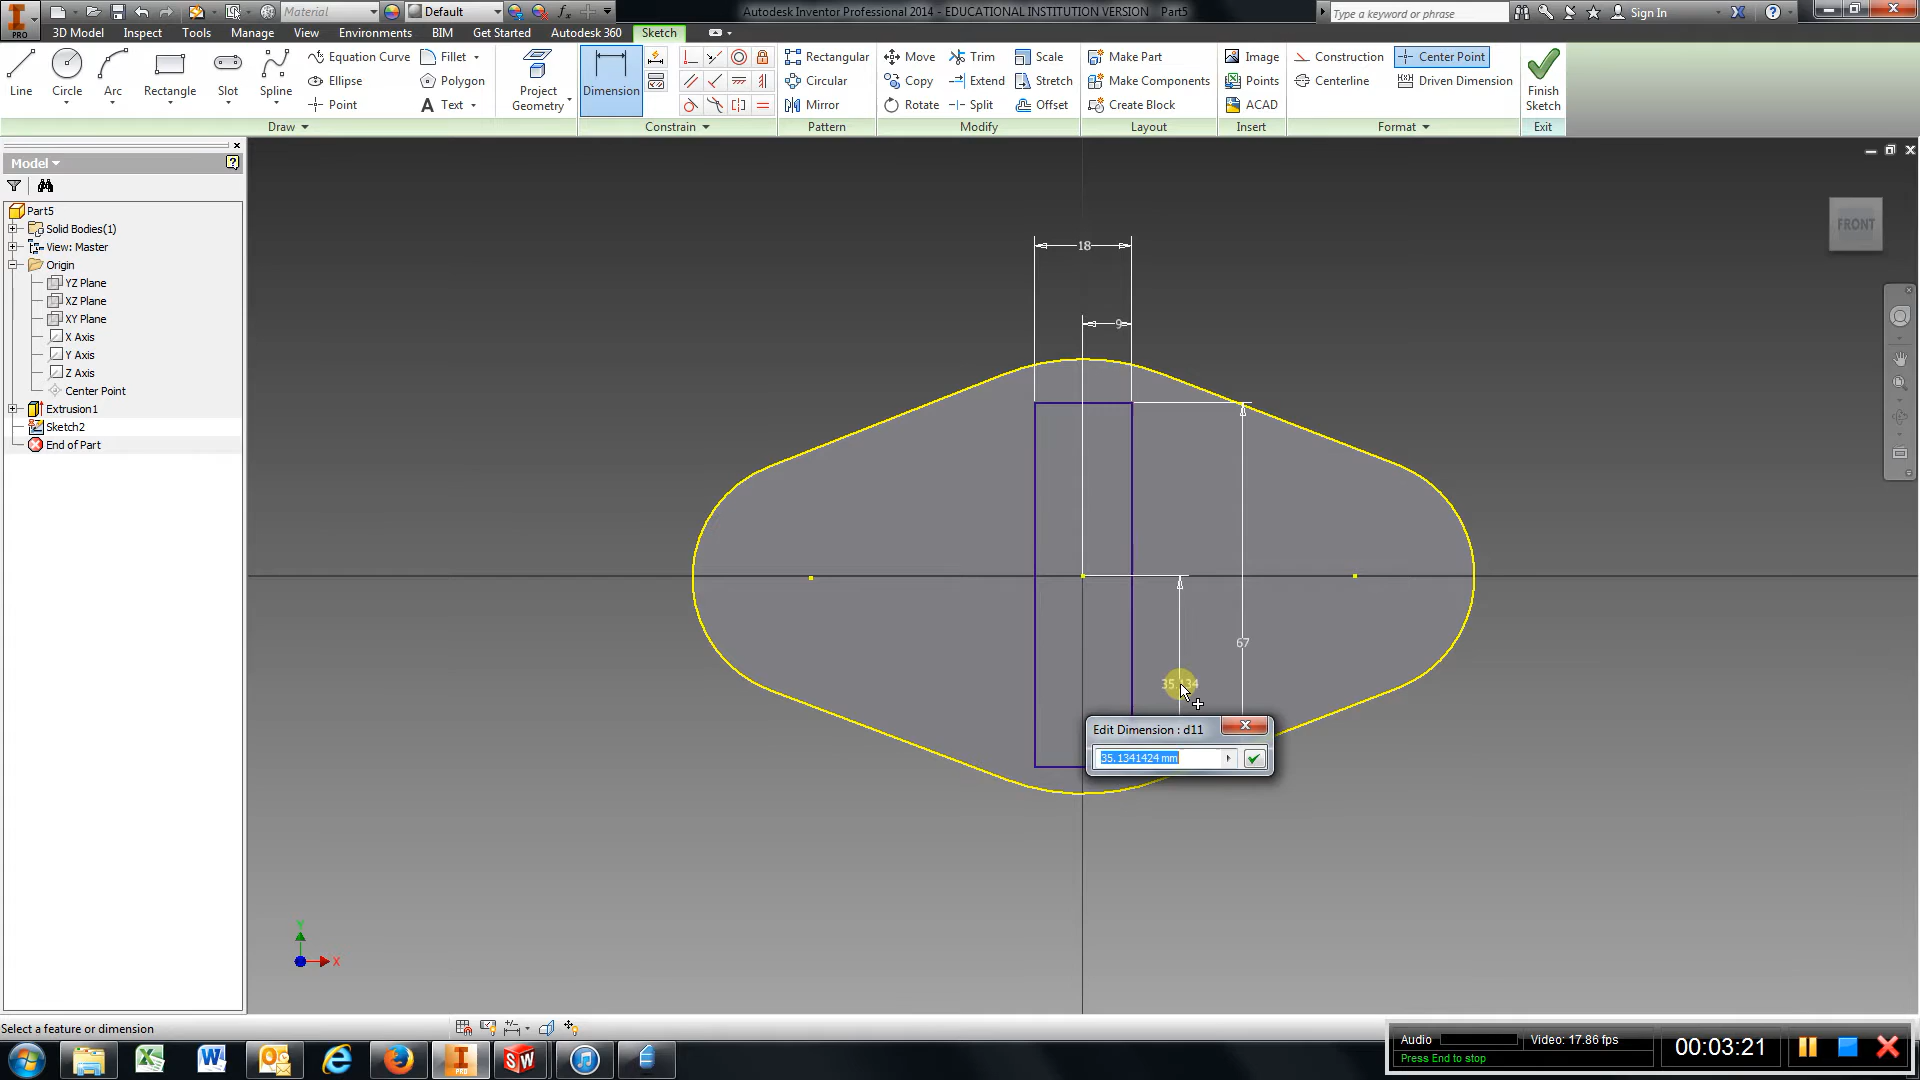 Material
Default
fx
Autodesk Inventor Professional 2014 - EDUCATIONAL INSTITUTION VERSION Part5
Type a keyword or phrase
Sign In
PRO
3D Model
Inspect
Tools
Manage
View
Environments
BIM
Get Started
Autodesk 360
Sketch
Line
Circle
Arc
Rectangle
Slot
Spline
Equation Curve
Ellipse
Point
Fillet
Polygon
Text
Project Geometry
Dimension
Rectangular
Circular
Mirror
Move
Copy
Rotate
Trim
Extend
Split
Scale
Stretch
Offset
Make Part
Make Components
Create Block
Image
Points
ACAD
Construction
Centerline
Center Point
Driven Dimension
Finish Sketch
Draw
Constrain
Pattern
Modify
Layout
Insert
Format
Exit
Model
Part5
Solid Bodies(1)
View: Master
Origin
YZ Plane
XZ Plane
XY Plane
X Axis
Y Axis
Z Axis
Center Point
Extrusion1
Sketch2
End of Part
FRONT
18
9
67
Edit Dimension : d11
35.1341424 mm
Y
X
Select a feature or dimension
Audio
Video: 17.86 fps
Press End to stop
00:03:21
PRO
SW